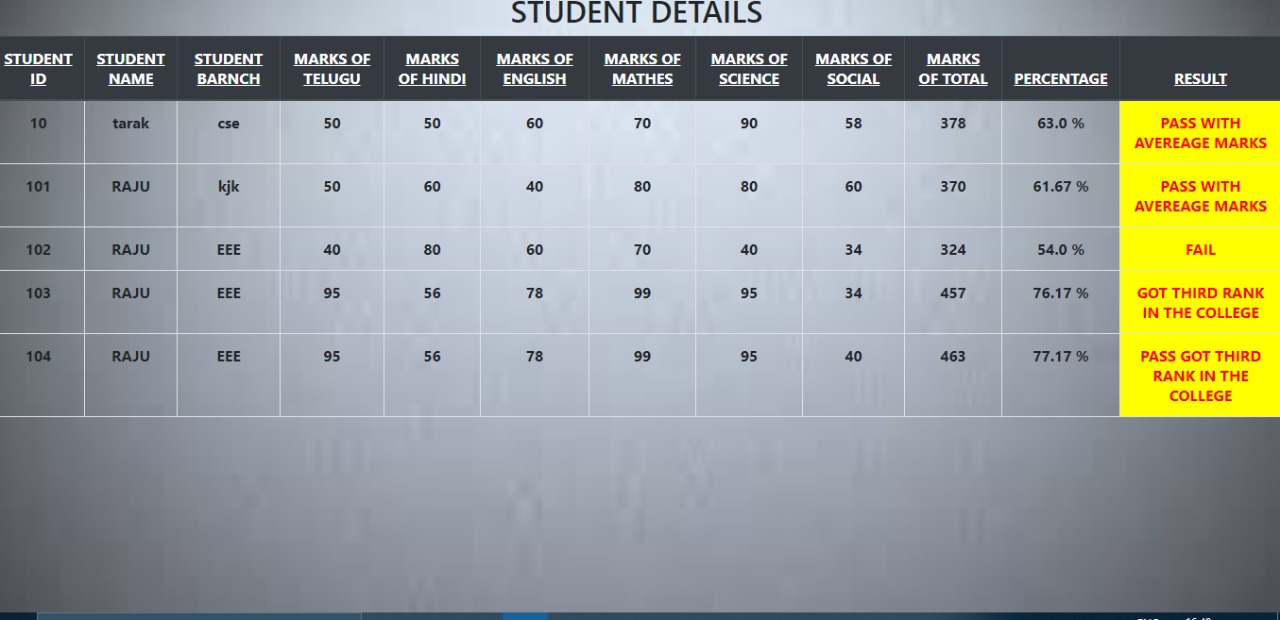 STUDENT DETAILS
STUDENT ID STUDENT NAME STUDENT BARNCH MARKS OF TELUGU MARKS OF HINDI MARKS OF ENGLISH MARKS OF MATHES MARKS OF SCIENCE MARKS OF SOCIAL MARKS OF TOTAL PERCENTAGE RESULT
10 tarak cse 50 50 60 70 90 58 378 63.0 % PASS WITH AVEREAGE MARKS
101 RAJU kjk 50 60 40 80 80 60 370 61.67 % PASS WITH AVEREAGE MARKS
102 RAJU EEE 40 80 60 70 40 34 324 54.0 % FAIL
103 RAJU EEE 95 56 78 99 95 34 457 76.17 % GOT THIRD RANK IN THE COLLEGE
104 RAJU EEE 95 56 78 99 95 40 463 77.17 % PASS GOT THIRD RANK IN THE COLLEGE